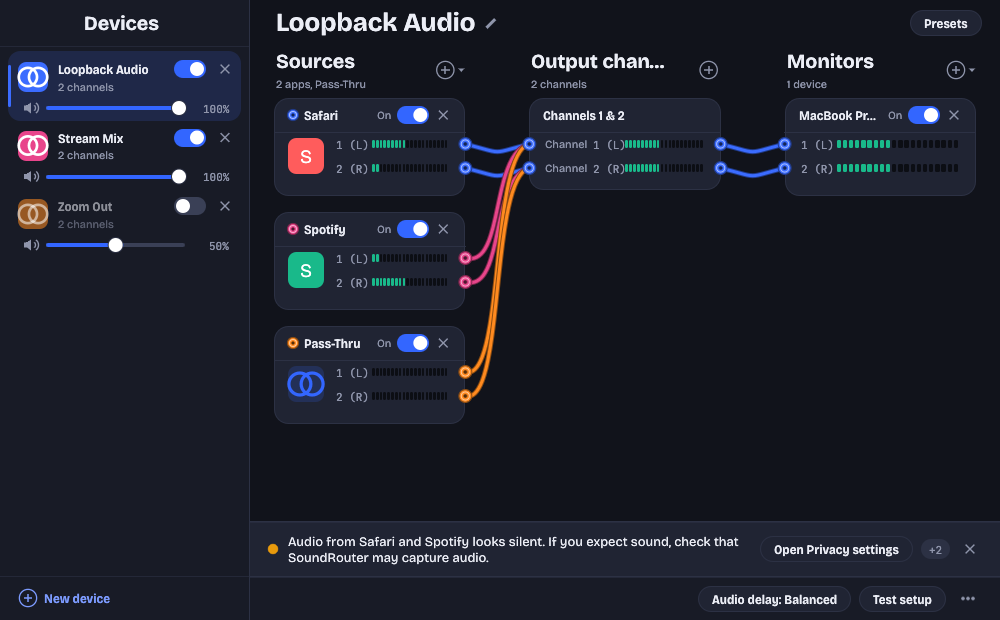 Devices
Loopback Audio
2 channels
100%
Stream Mix
2 channels
100%
Zoom Out
2 channels
50%
New device
Loopback Audio
Presets
Sources
2 apps, Pass-Thru
Output chan...
2 channels
Monitors
1 device
Safari On
S
1 (L)
2 (R)
Spotify On
S
1 (L)
2 (R)
Pass-Thru On
1 (L)
2 (R)
Channels 1 & 2
Channel 1 (L)
Channel 2 (R)
MacBook Pr... On
1 (L)
2 (R)
Audio from Safari and Spotify looks silent. If you expect sound, check that
SoundRouter may capture audio.
Open Privacy settings
+2
Audio delay: Balanced
Test setup